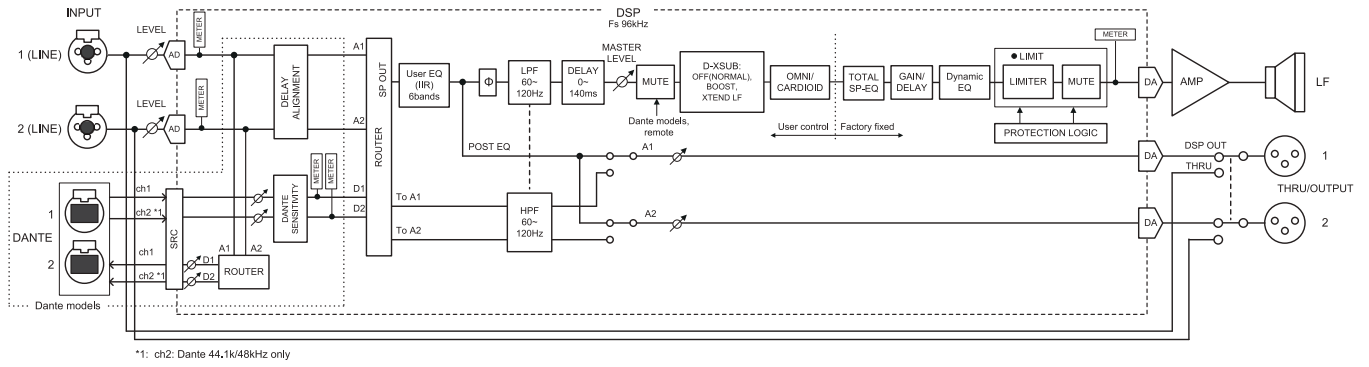 INPUT
1 (LINE)
2 (LINE)
LEVEL
LEVEL
AD
AD
METER
METER
DSP
Fs 96kHz
DELAY
ALIGNMENT
A1
A2
D1
D2
SP OUT
ROUTER
User EQ
(IIR)
6bands
Φ
LPF
60~
120Hz
DELAY
0~
140ms
MASTER
LEVEL
MUTE
Dante models,
remote
D-XSUB:
OFF(NORMAL),
BOOST,
XTEND LF
OMNI/
CARDIOID
TOTAL
SP-EQ
GAIN/
DELAY
Dynamic
EQ
User control
Factory fixed
LIMIT
LIMITER
MUTE
PROTECTION LOGIC
METER
DA
AMP
LF
POST EQ
A1
DA
DSP OUT
THRU
1
THRU/OUTPUT
2
To A1
To A2
HPF
60~
120Hz
A2
DA
DANTE
1
2
ch1
ch2 *1
ch1
ch2 *1
SRC
DANTE
SENSITIVITY
METER
METER
A1
A2
D1
D2
ROUTER
Dante models
*1: ch2: Dante 44.1k/48kHz only